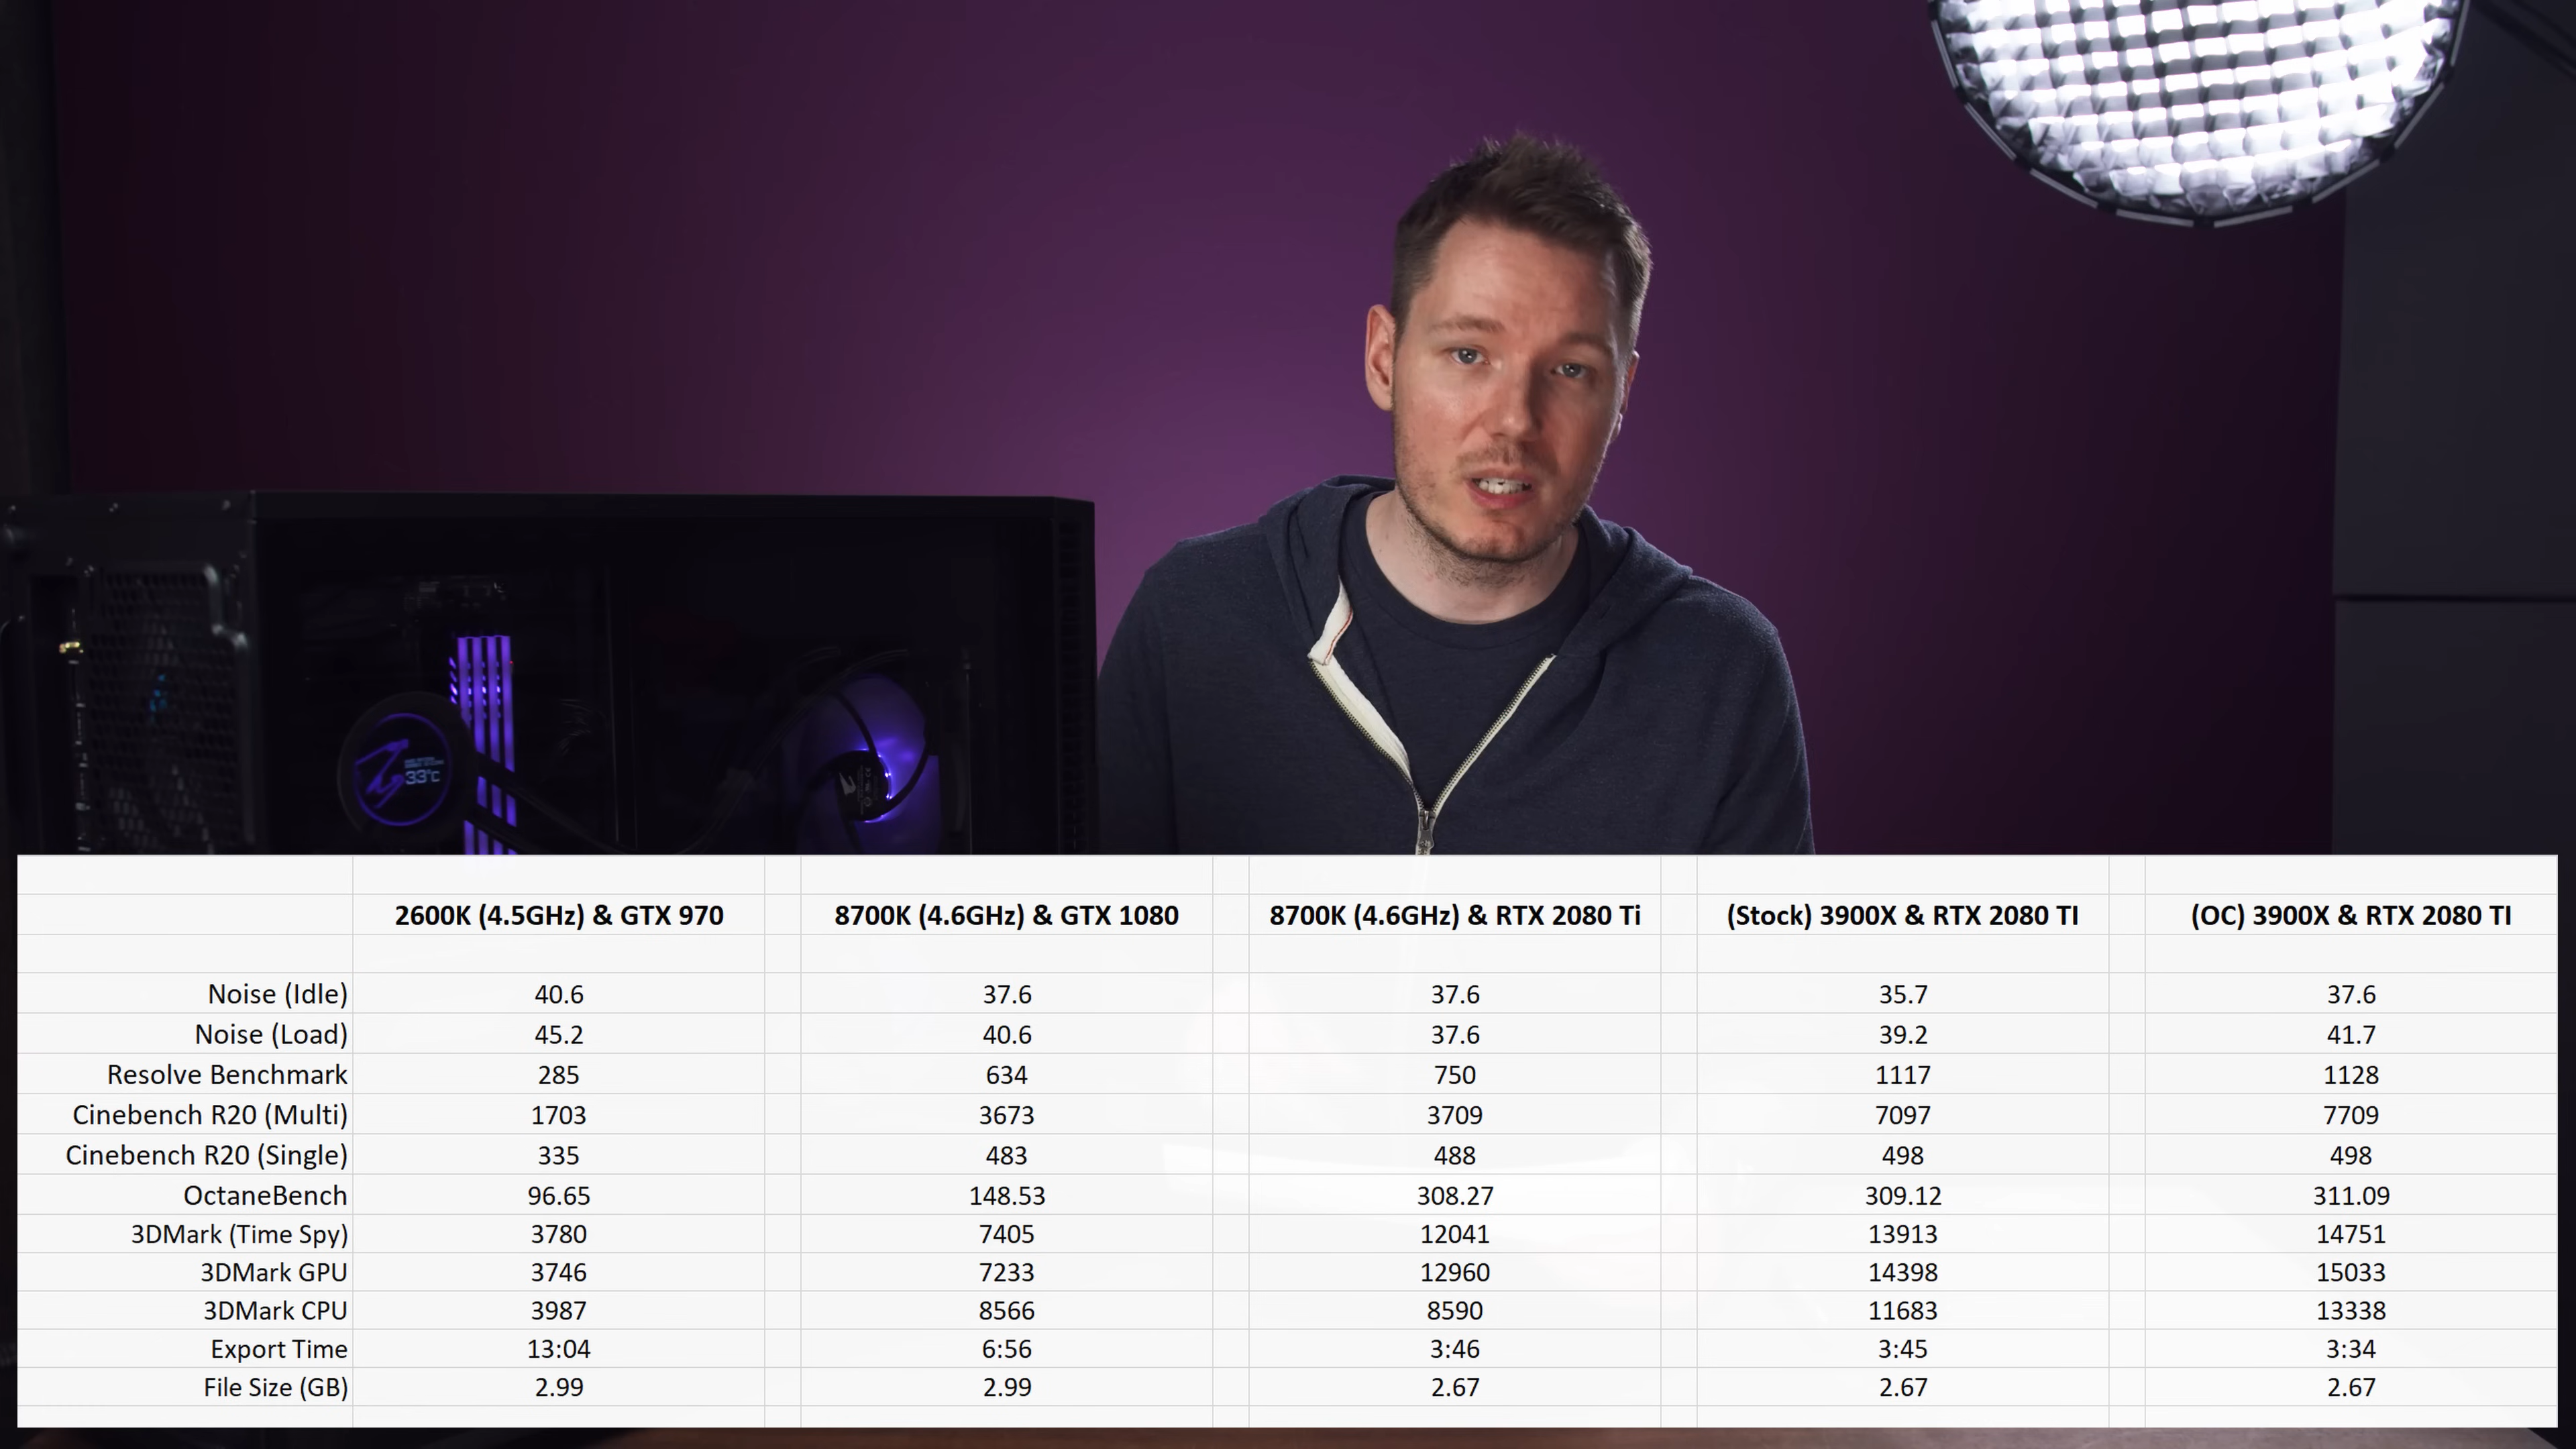 33°C
2600K (4.5GHz) & GTX 970 8700K (4.6GHz) & GTX 1080 8700K (4.6GHz) & RTX 2080 Ti (Stock) 3900X & RTX 2080 TI (OC) 3900X & RTX 2080 TI
Noise (Idle) 40.6 37.6 37.6 35.7 37.6
Noise (Load) 45.2 40.6 37.6 39.2 41.7
Resolve Benchmark 285 634 750 1117 1128
Cinebench R20 (Multi) 1703 3673 3709 7097 7709
Cinebench R20 (Single) 335 483 488 498 498
OctaneBench 96.65 148.53 308.27 309.12 311.09
3DMark (Time Spy) 3780 7405 12041 13913 14751
3DMark GPU 3746 7233 12960 14398 15033
3DMark CPU 3987 8566 8590 11683 13338
Export Time 13:04 6:56 3:46 3:45 3:34
File Size (GB) 2.99 2.99 2.67 2.67 2.67